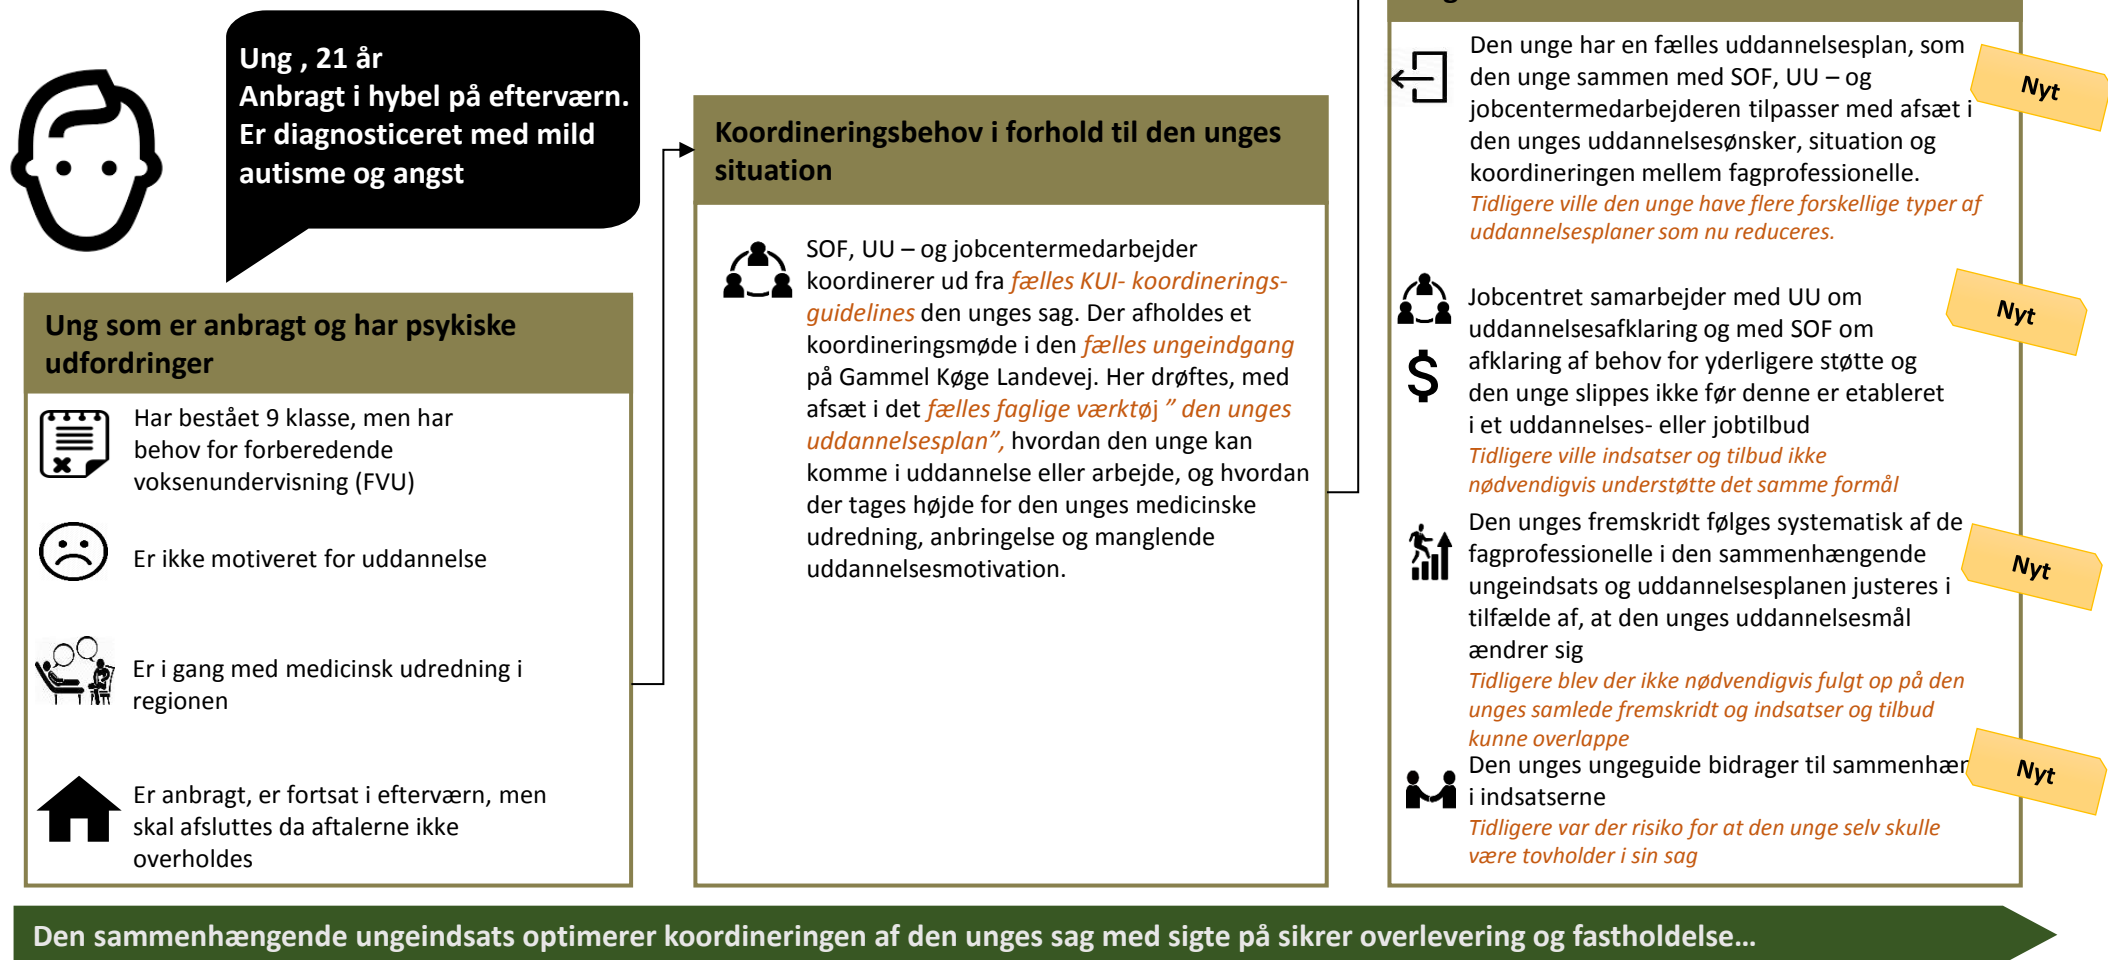 Ung , 21 år
Anbragt i hybel på efterværn.
Er diagnosticeret med mild
autisme og angst
Ung som er anbragt og har psykiske
udfordringer
Har bestået 9 klasse, men har
behov for forberedende
voksenundervisning (FVU)
Er ikke motiveret for uddannelse
Er i gang med medicinsk udredning i
regionen
Er anbragt, er fortsat i efterværn, men
skal afsluttes da aftalerne ikke
overholdes
Koordineringsbehov i forhold til den unges
situation
SOF, UU – og jobcentermedarbejder
koordinerer ud fra fælles KUI- koordinerings-
guidelines den unges sag. Der afholdes et
koordineringsmøde i den fælles ungeindgang
på Gammel Køge Landevej. Her drøftes, med
afsæt i det fælles faglige værktøj ” den unges
uddannelsesplan”, hvordan den unge kan
komme i uddannelse eller arbejde, og hvordan
der tages højde for den unges medicinske
udredning, anbringelse og manglende
uddannelsesmotivation.
Den unge har en fælles uddannelsesplan, som
den unge sammen med SOF, UU – og
jobcentermedarbejderen tilpasser med afsæt i
den unges uddannelsesønsker, situation og
koordineringen mellem fagprofessionelle.
Tidligere ville den unge have flere forskellige typer af
uddannelsesplaner som nu reduceres.
Nyt
Jobcentret samarbejder med UU om
uddannelsesafklaring og med SOF om
afklaring af behov for yderligere støtte og
den unge slippes ikke før denne er etableret
i et uddannelses- eller jobtilbud
Tidligere ville indsatser og tilbud ikke
nødvendigvis understøtte det samme formål
Nyt
Den unges fremskridt følges systematisk af de
fagprofessionelle i den sammenhængende
ungeindsats og uddannelsesplanen justeres i
tilfælde af, at den unges uddannelsesmål
ændrer sig
Tidligere blev der ikke nødvendigvis fulgt op på den
unges samlede fremskridt og indsatser og tilbud
kunne overlappe
Nyt
Den unges ungeguide bidrager til sammenhæn
i indsatserne
Tidligere var der risiko for at den unge selv skulle
være tovholder i sin sag
Nyt
Den sammenhængende ungeindsats optimerer koordineringen af den unges sag med sigte på sikrer overlevering og fastholdelse…